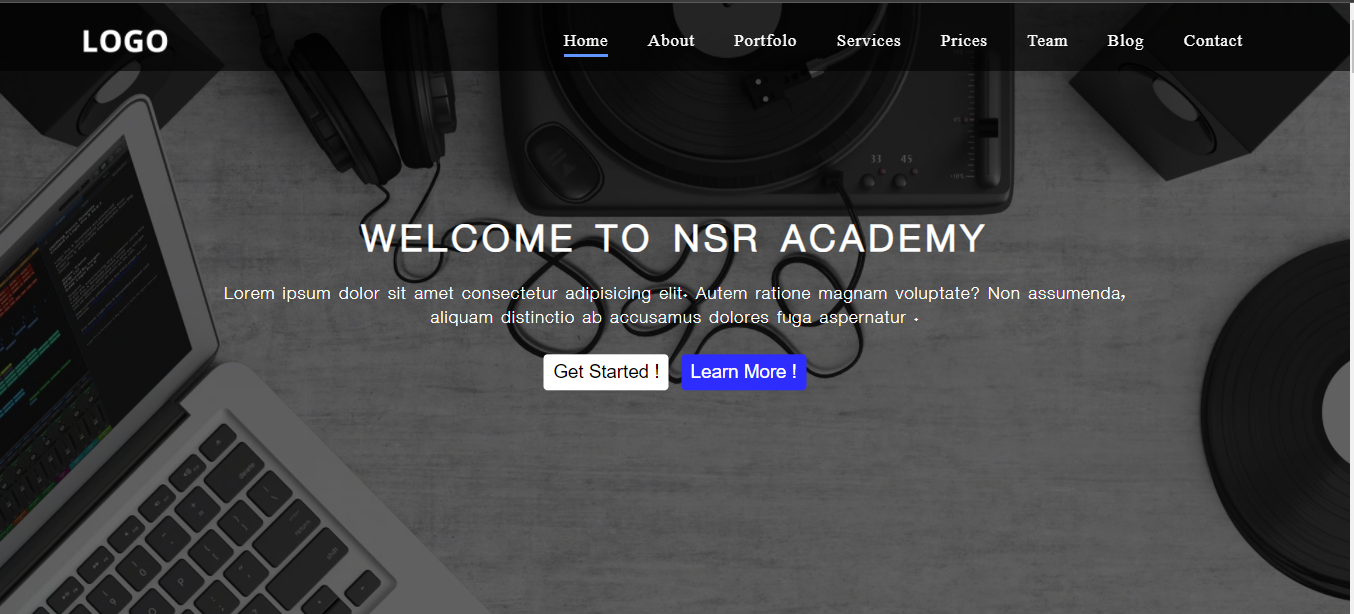 LOGO
Home About Portfolo Services Prices Team Blog Contact
33 45
WELCOME TO NSR ACADEMY
Lorem ipsum dolor sit amet consectetur adipisicing elit. Autem ratione magnam voluptate? Non assumenda,
aliquam distinctio ab accusamus dolores fuga aspernatur .
Get Started ! Learn More !